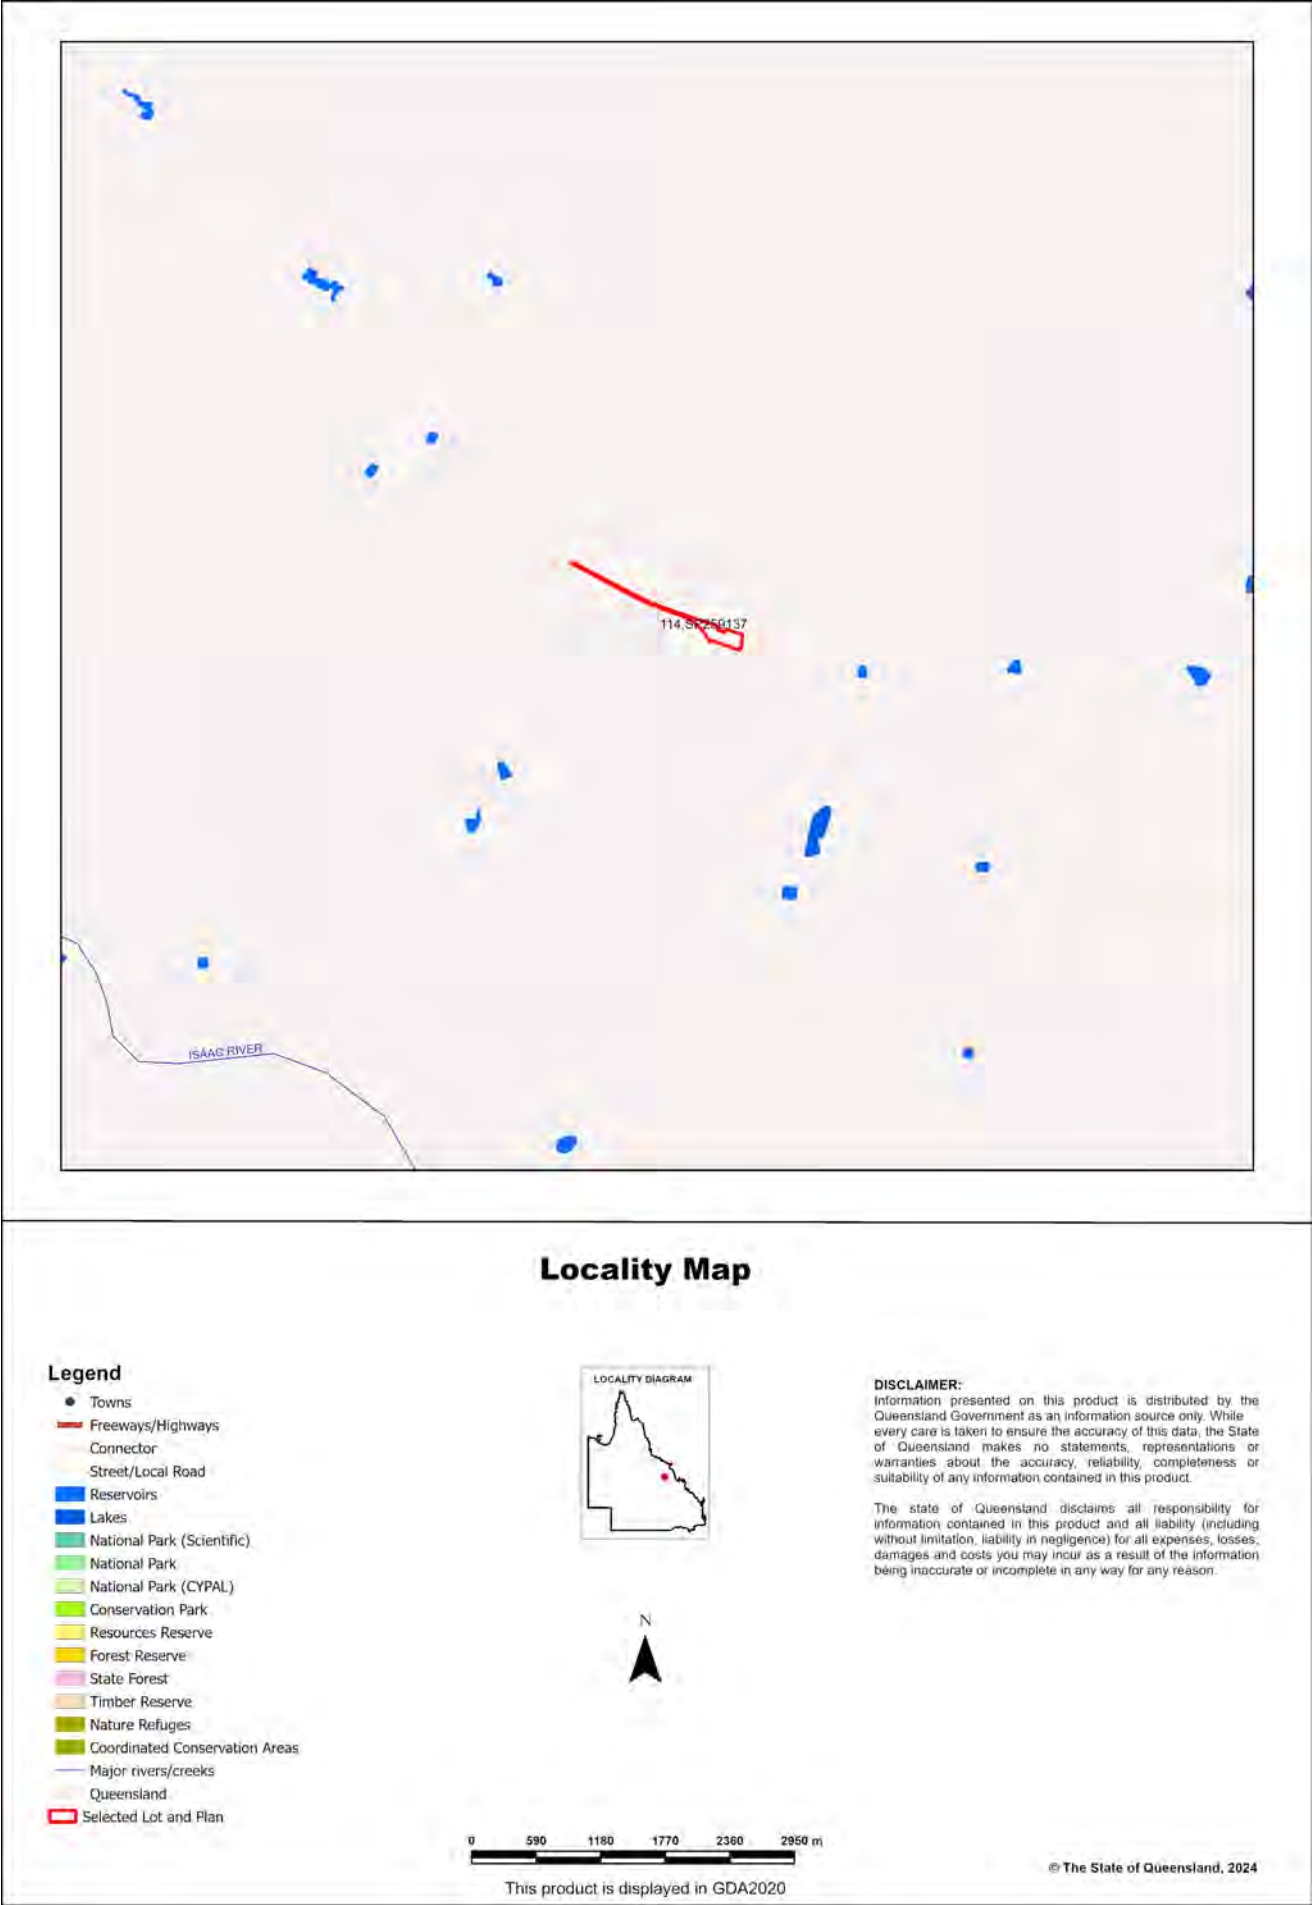 114,SP259137
ISAAC RIVER
Locality Map
Legend
Towns
Freeways/Highways
Connector
Street/Local Road
Reservoirs
Lakes
National Park (Scientific)
National Park
National Park (CYPAL)
Conservation Park
Resources Reserve
Forest Reserve
State Forest
Timber Reserve
Nature Refuges
Coordinated Conservation Areas
Major rivers/creeks
Queensland
Selected Lot and Plan
LOCALITY DIAGRAM
N
0 590 1180 1770 2360 2950 m
This product is displayed in GDA2020
DISCLAIMER:
Information presented on this product is distributed by the
Queensland Government as an information source only. While
every care is taken to ensure the accuracy of this data, the State
of Queensland makes no statements, representations or
warranties about the accuracy, reliability, completeness or
suitability of any information contained in this product.
The state of Queensland disclaims all responsibility for
information contained in this product and all liability (including
without limitation, liability in negligence) for all expenses, losses,
damages and costs you may incur as a result of the information
being inaccurate or incomplete in any way for any reason.
© The State of Queensland, 2024